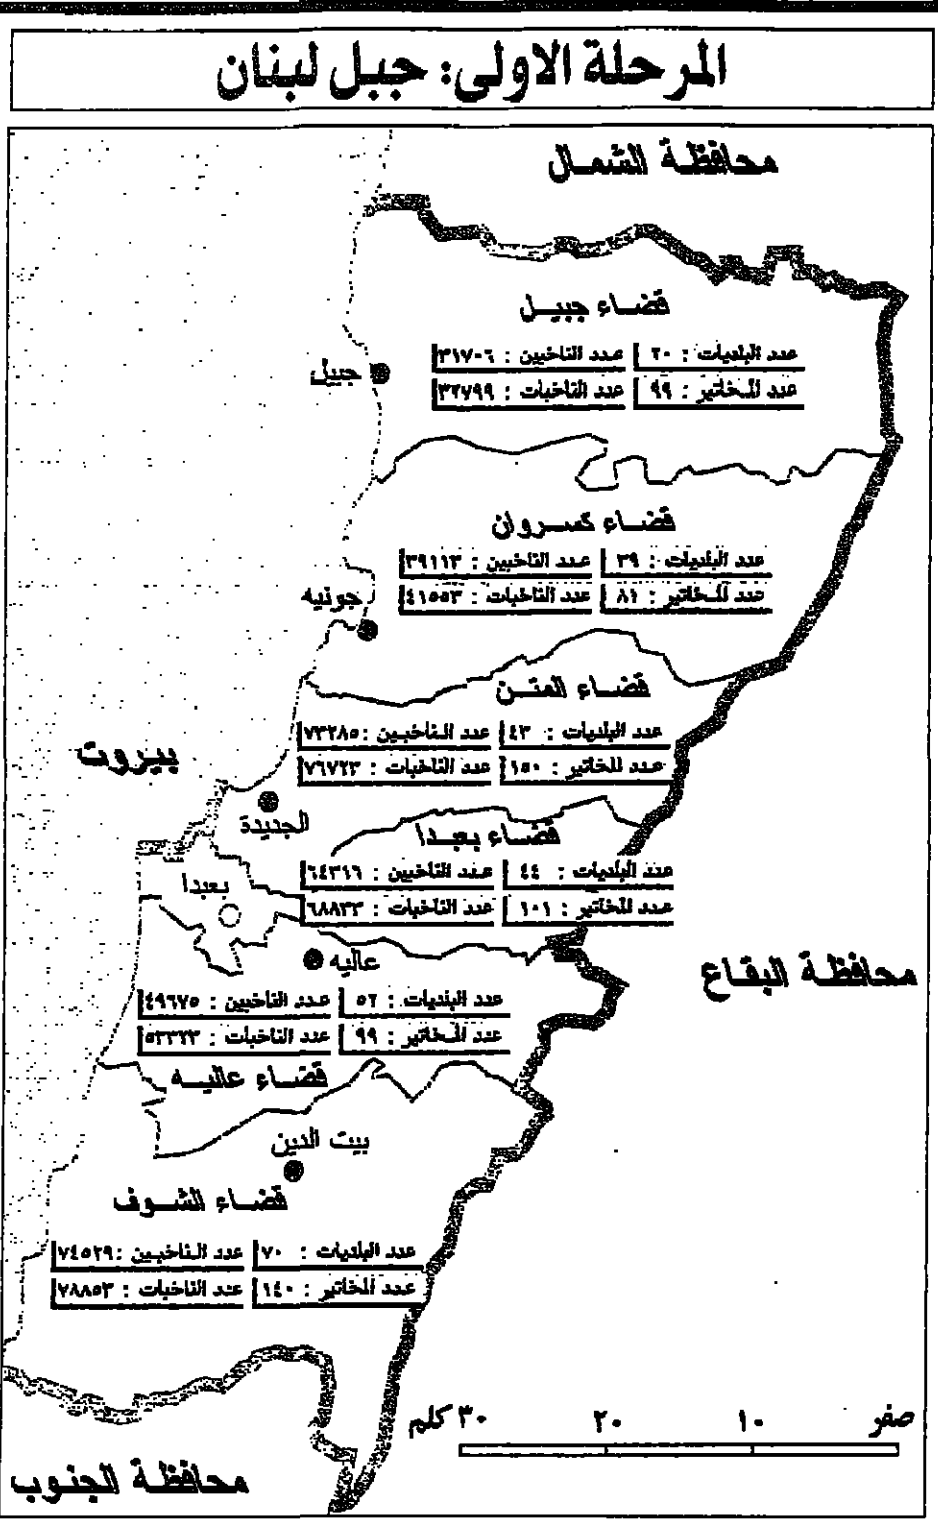 المرحلة الاولى: جبل لبنان
محافظة الشمال
قضاء جبيل
عدد البلديات : ٢٠ عدد الناخبين : ٣١٧٠٦
عدد المخاتير : ٩٩ عدد الناخبات : ٣٢٧٩٩
جبيل
قضاء كسروان
عدد البلديات : ٣٩ عدد الناخبين : ٣٩١١٣
عدد المخاتير : ٨١ عدد الناخبات : ٤١٥٥٣
جونيه
قضاء المتن
عدد البلديات : ٤٣ عدد الناخبين : ٧٣٢٨٥
عدد المخاتير : ١٥٠ عدد الناخبات : ٧٦٧٢٣
بيروت
الجديدة
قضاء بعبدا
عدد البلديات : ٤٤ عدد الناخبين : ٦٤٣١٦
عدد المخاتير : ١٠١ عدد الناخبات : ٦٨٨٣٣
بعبدا
عاليه
محافظة البقاع
عدد البلديات : ٥٢ عدد الناخبين : ٤٩٦٧٥
عدد المخاتير : ٩٩ عدد الناخبات : ٥٣٣٢٣
قضاء عاليه
بيت الدين
قضاء الشوف
عدد البلديات : ٧٠ عدد الناخبين : ٧٤٥٢٩
عدد المخاتير : ١٤٠ عدد الناخبات : ٧٨٨٥٣
صفر ١٠ ٢٠ ٣٠ كلم
محافظة الجنوب